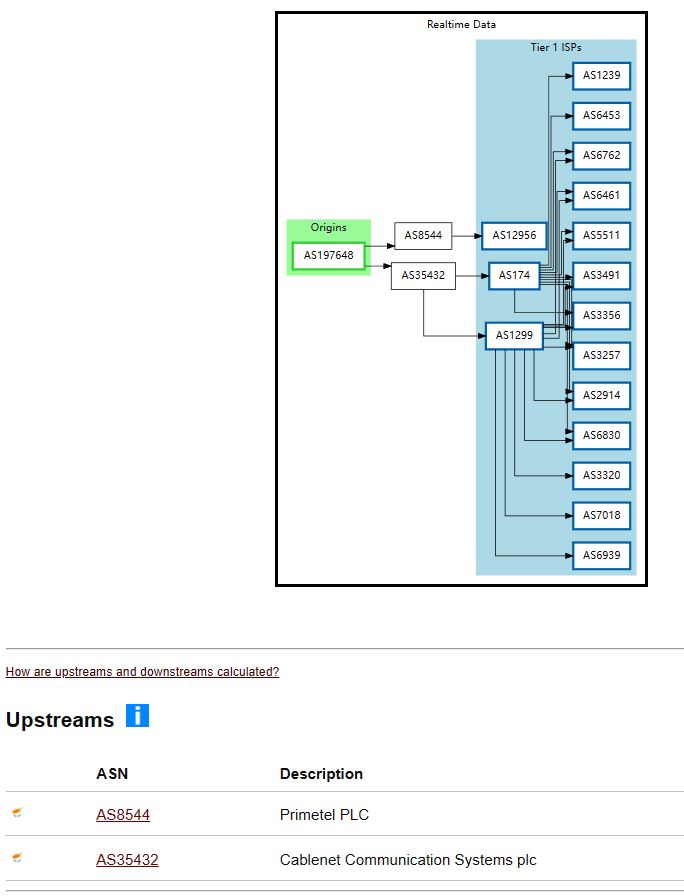 Realtime Data
Tier 1 ISPs
AS1239
AS6453
AS6762
AS6461
Origins
AS197648
AS8544
AS12956
AS5511
AS35432
AS174
AS3491
AS3356
AS1299
AS3257
AS2914
AS6830
AS3320
AS7018
AS6939
How are upstreams and downstreams calculated?
Upstreams i
ASN Description
AS8544 Primetel PLC
AS35432 Cablenet Communication Systems plc